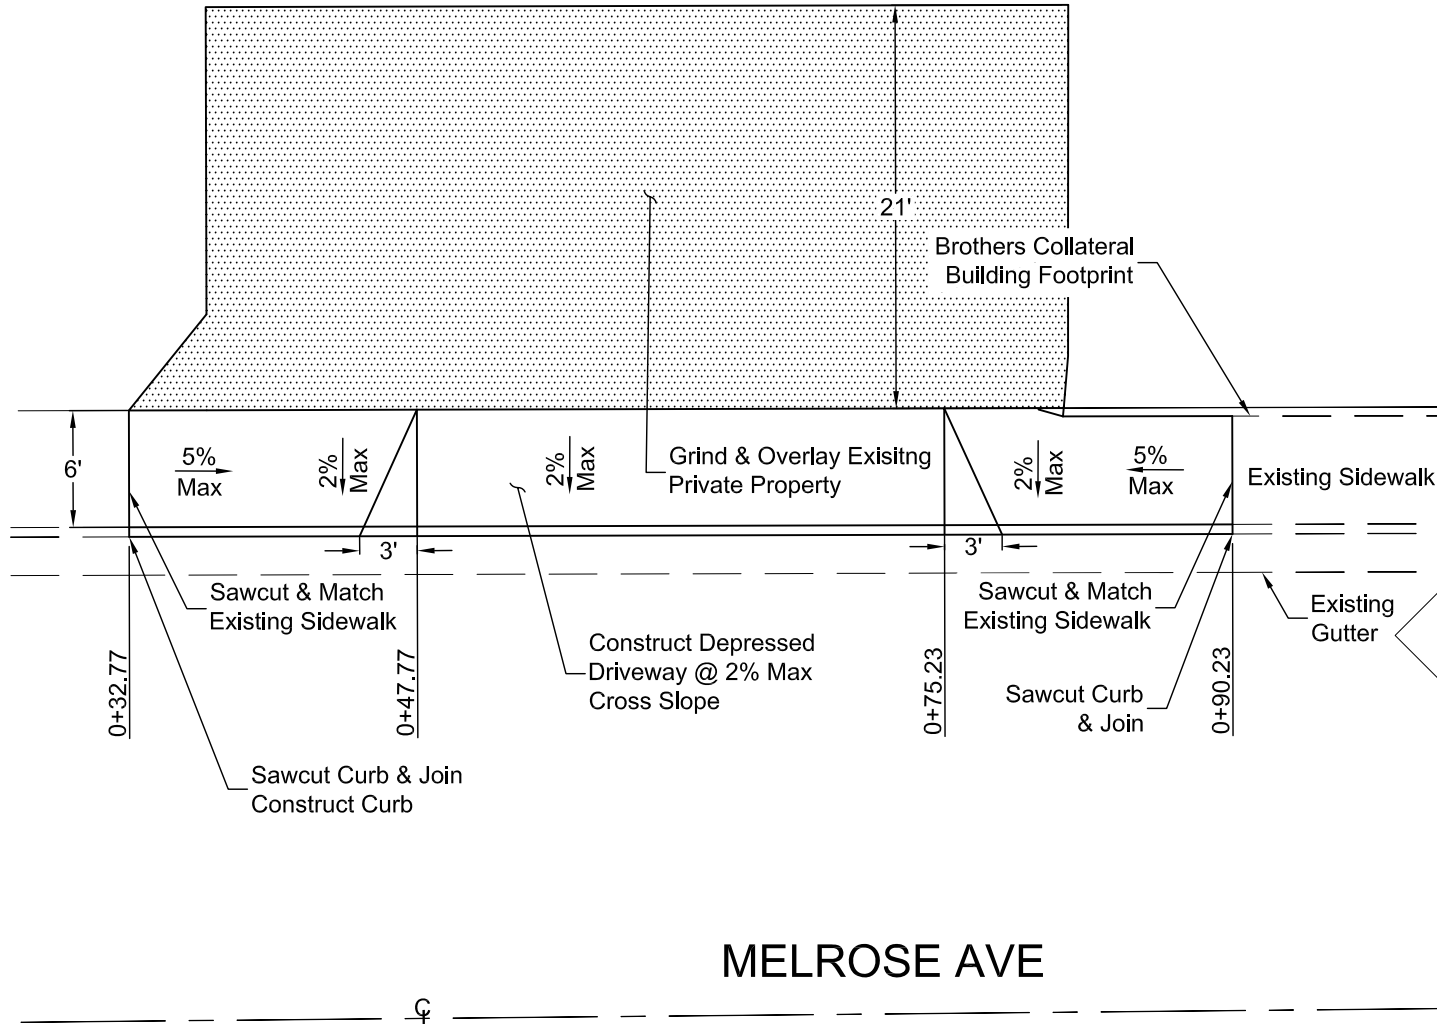 21'
Brothers Collateral
Building Footprint
6'
5%
Max
2%
Max
2%
Max
Grind & Overlay Exisitng
Private Property
2%
Max
5%
Max
Existing Sidewalk
3'
3'
Sawcut & Match
Existing Sidewalk
Sawcut & Match
Existing Sidewalk
Existing
Gutter
Construct Depressed
Driveway @ 2% Max
Cross Slope
0+32.77
0+47.77
0+75.23
0+90.23
Sawcut Curb
& Join
Sawcut Curb & Join
Construct Curb
MELROSE AVE
℄